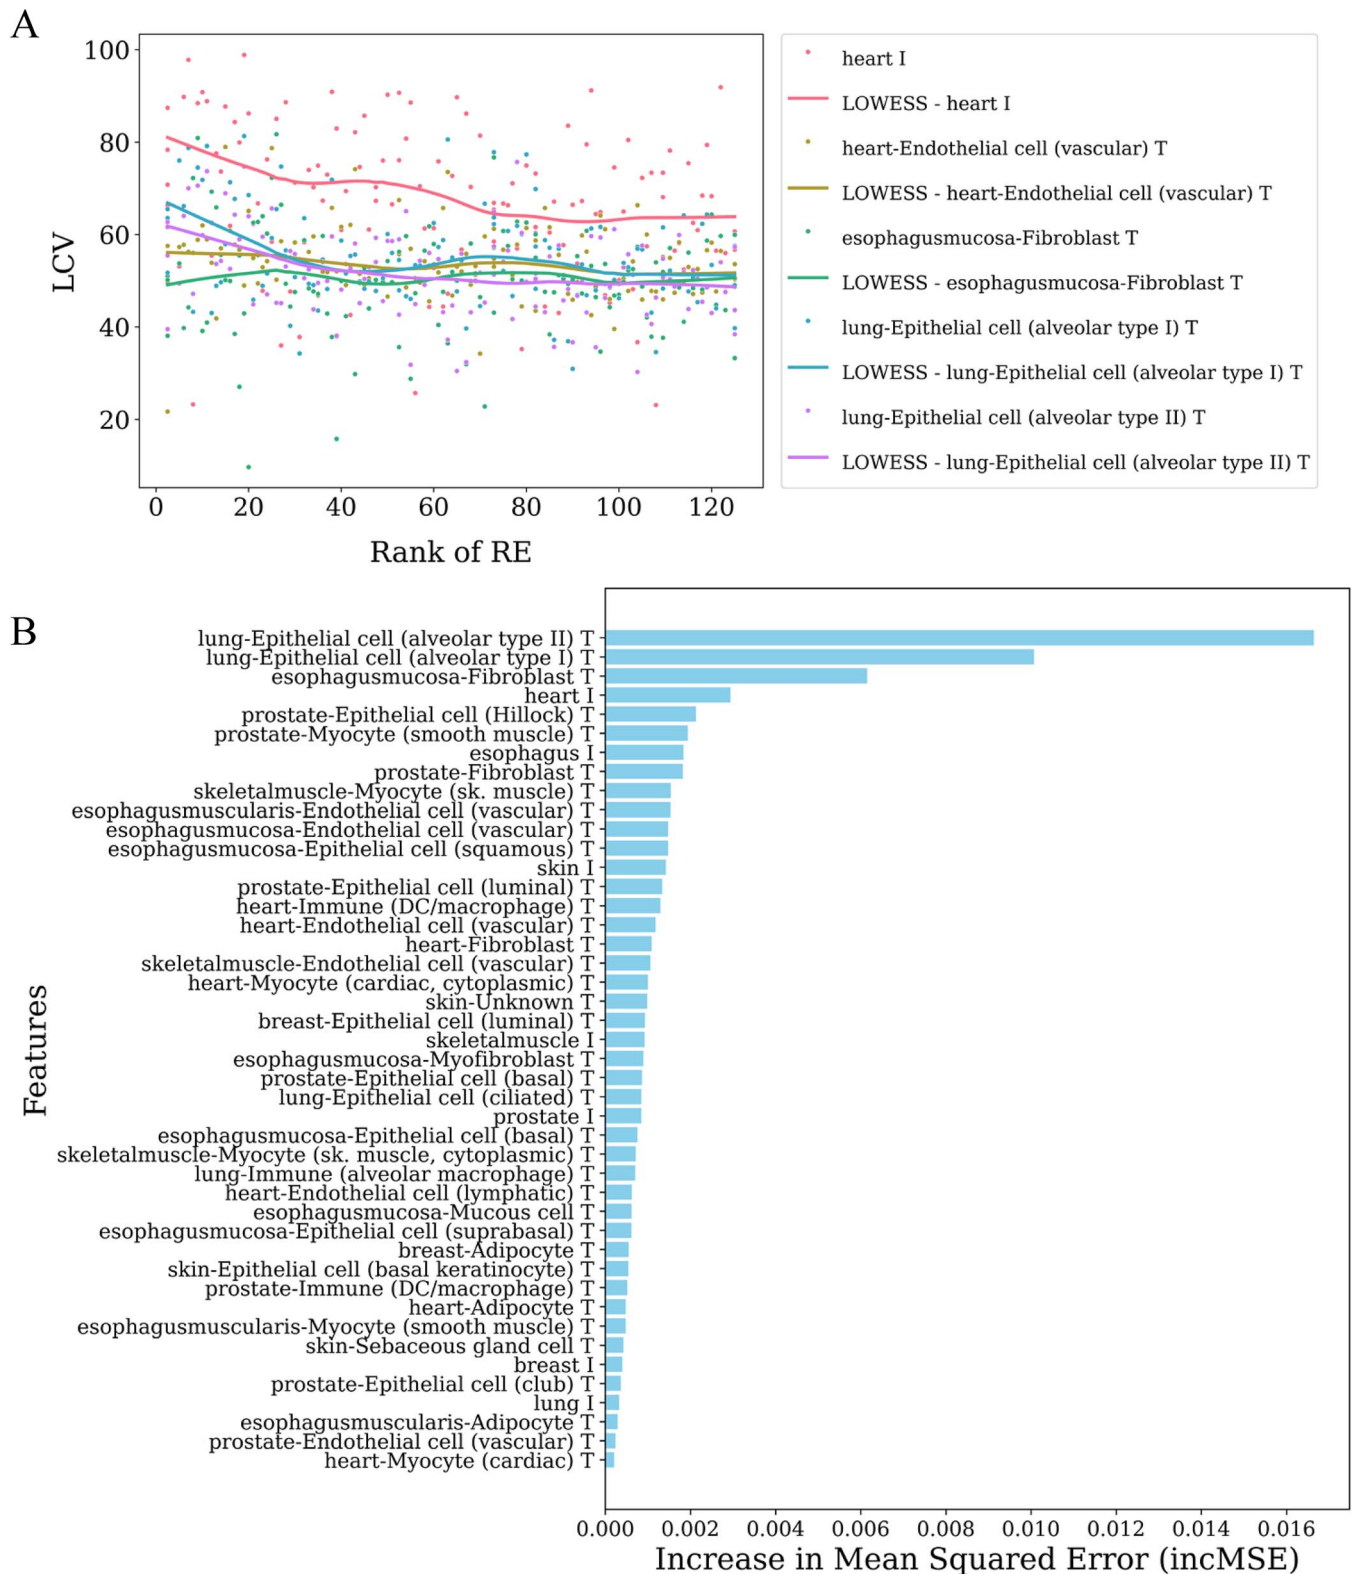 A
100
80
60
40
20
LCV
0 20 40 60 80 100 120
Rank of RE
heart I
LOWESS - heart I
heart-Endothelial cell (vascular) T
LOWESS - heart-Endothelial cell (vascular) T
esophagusmucosa-Fibroblast T
LOWESS - esophagusmucosa-Fibroblast T
lung-Epithelial cell (alveolar type I) T
LOWESS - lung-Epithelial cell (alveolar type I) T
lung-Epithelial cell (alveolar type II) T
LOWESS - lung-Epithelial cell (alveolar type II) T
B
Features
lung-Epithelial cell (alveolar type II) T
lung-Epithelial cell (alveolar type I) T
esophagusmucosa-Fibroblast T
heart I
prostate-Epithelial cell (Hillock) T
prostate-Myocyte (smooth muscle) T
esophagus I
prostate-Fibroblast T
skeletalmuscle-Myocyte (sk. muscle) T
esophagusmuscularis-Endothelial cell (vascular) T
esophagusmucosa-Endothelial cell (vascular) T
esophagusmucosa-Epithelial cell (squamous) T
skin I
prostate-Epithelial cell (luminal) T
heart-Immune (DC/macrophage) T
heart-Endothelial cell (vascular) T
heart-Fibroblast T
skeletalmuscle-Endothelial cell (vascular) T
heart-Myocyte (cardiac, cytoplasmic) T
skin-Unknown T
breast-Epithelial cell (luminal) T
skeletalmuscle I
esophagusmucosa-Myofibroblast T
prostate-Epithelial cell (basal) T
lung-Epithelial cell (ciliated) T
prostate I
esophagusmucosa-Epithelial cell (basal) T
skeletalmuscle-Myocyte (sk. muscle, cytoplasmic) T
lung-Immune (alveolar macrophage) T
heart-Endothelial cell (lymphatic) T
esophagusmucosa-Mucous cell T
esophagusmucosa-Epithelial cell (suprabasal) T
breast-Adipocyte T
skin-Epithelial cell (basal keratinocyte) T
prostate-Immune (DC/macrophage) T
heart-Adipocyte T
esophagusmuscularis-Myocyte (smooth muscle) T
skin-Sebaceous gland cell T
breast I
prostate-Epithelial cell (club) T
lung I
esophagusmuscularis-Adipocyte T
prostate-Endothelial cell (vascular) T
heart-Myocyte (cardiac) T
0.000 0.002 0.004 0.006 0.008 0.010 0.012 0.014 0.016
Increase in Mean Squared Error (incMSE)